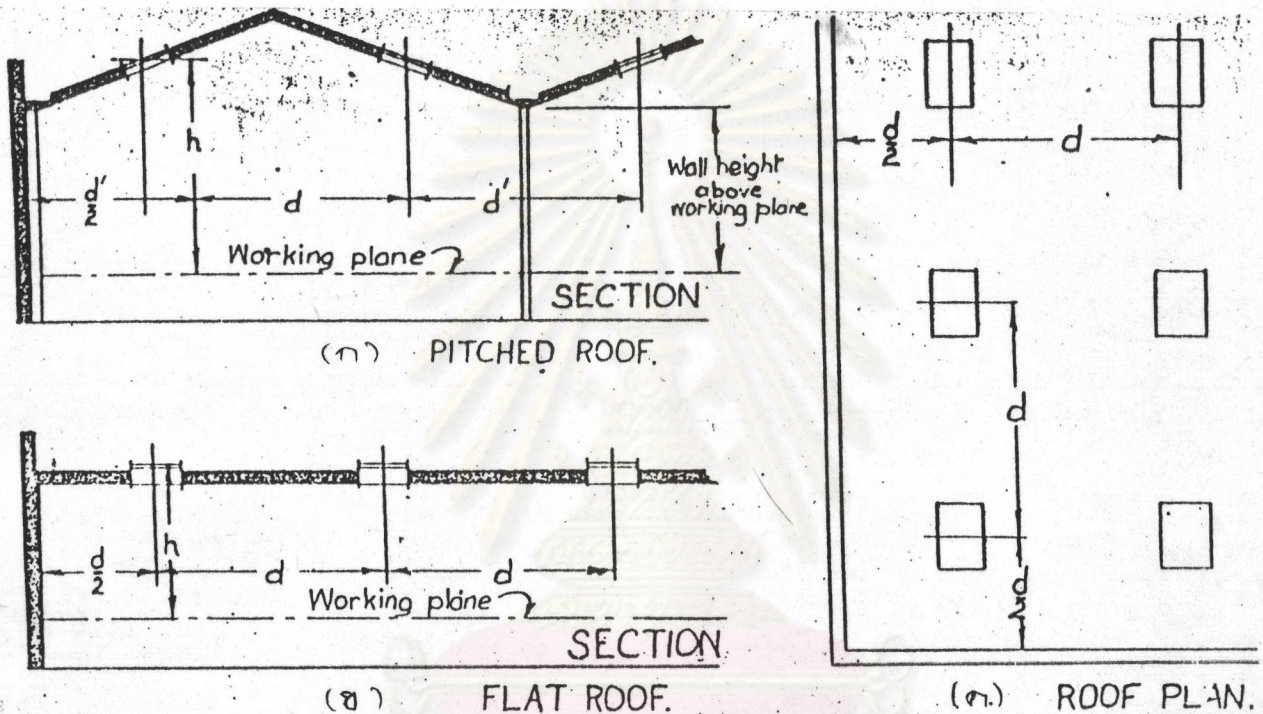 h
d'
2
d
d'
Wall height
above
working plane
Working plane
SECTION
(ก) PITCHED ROOF.
d
2
h
d
d
Working plane
SECTION
(ข) FLAT ROOF.
d
2
d
d
d
2
(ค.) ROOF PLAN.